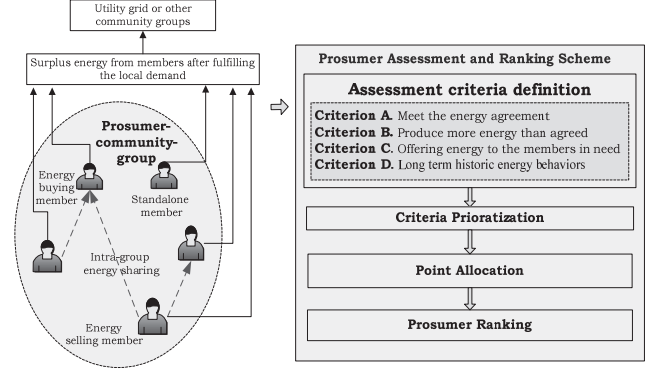 Utility grid or other
community groups
Surplus energy from members after fulfilling
the local demand
Prosumer-
community-
group
Energy
buying
member
Standalone
member
Intra-group
energy sharing
Energy
selling member
Prosumer Assessment and Ranking Scheme
Assessment criteria definition
Criterion A. Meet the energy agreement
Criterion B. Produce more energy than agreed
Criterion C. Offering energy to the members in need
Criterion D. Long term historic energy behaviors
Criteria Prioratization
Point Allocation
Prosumer Ranking